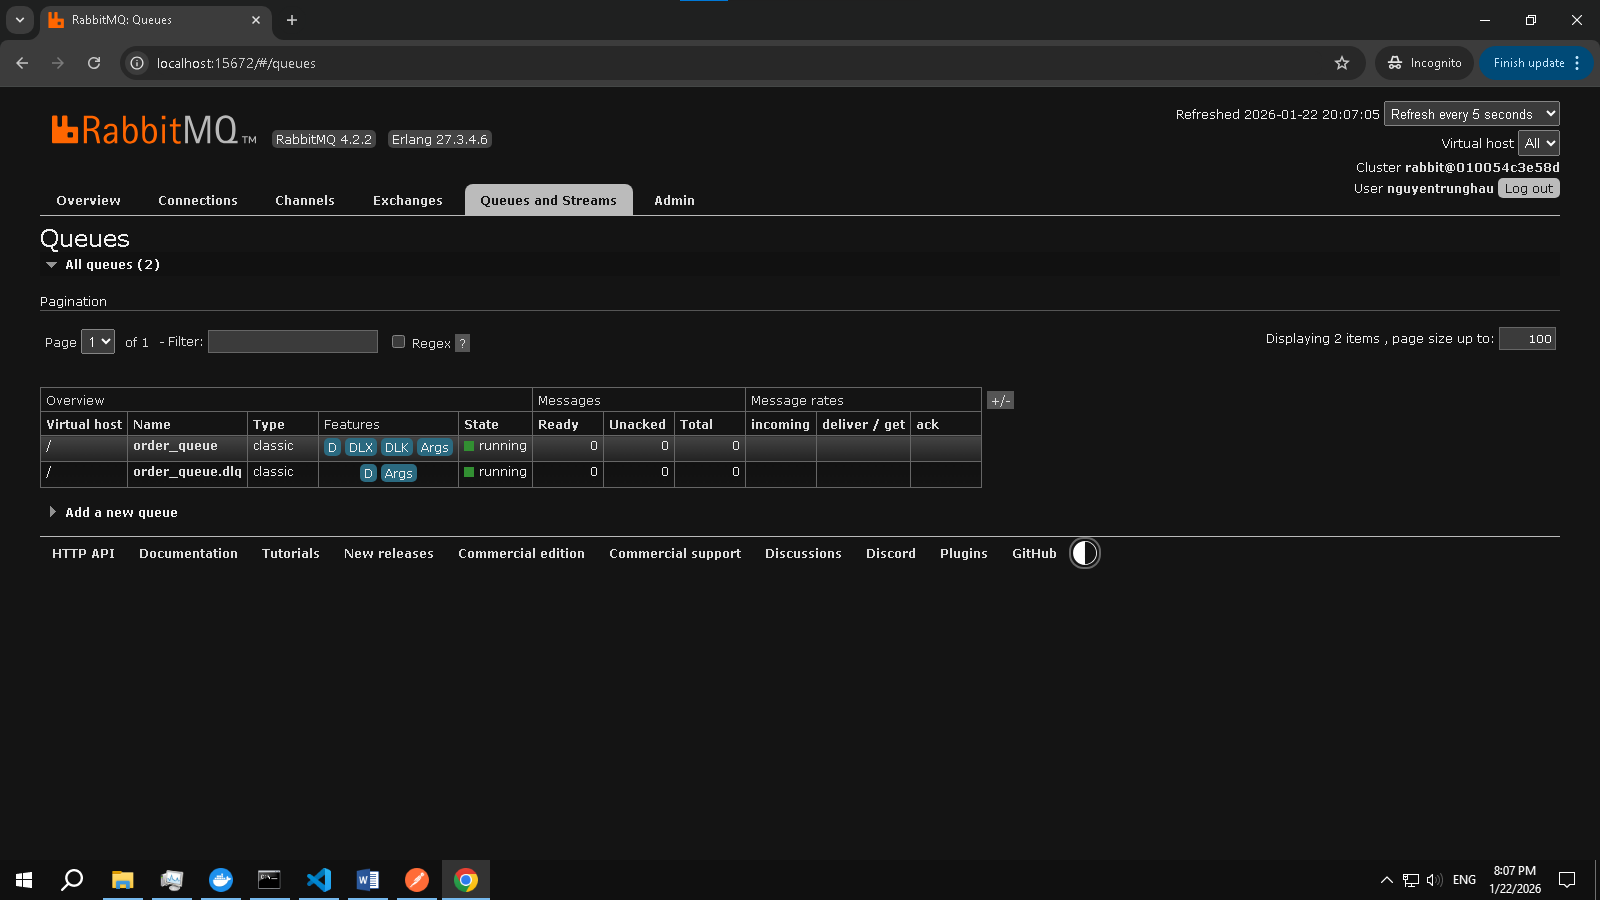 RabbitMQ: Queues
localhost:15672/#/queues
Incognito
Finish update
RabbitMQ TM
RabbitMQ 4.2.2
Erlang 27.3.4.6
Refreshed 2026-01-22 20:07:05 Refresh every 5 seconds
Virtual host All
Cluster rabbit@010054c3e58d
User nguyentrunghau Log out
Overview Connections Channels Exchanges Queues and Streams Admin
Queues
All queues (2)
Pagination
Page 1 of 1 - Filter: Regex ?
Displaying 2 items , page size up to: 100
Overview Messages Message rates +/-
Virtual host Name Type Features State Ready Unacked Total incoming deliver / get ack
/ order_queue classic D DLX DLK Args running 0 0 0
/ order_queue.dlq classic D Args running 0 0 0
Add a new queue
HTTP API Documentation Tutorials New releases Commercial edition Commercial support Discussions Discord Plugins GitHub
ENG
8:07 PM
1/22/2026